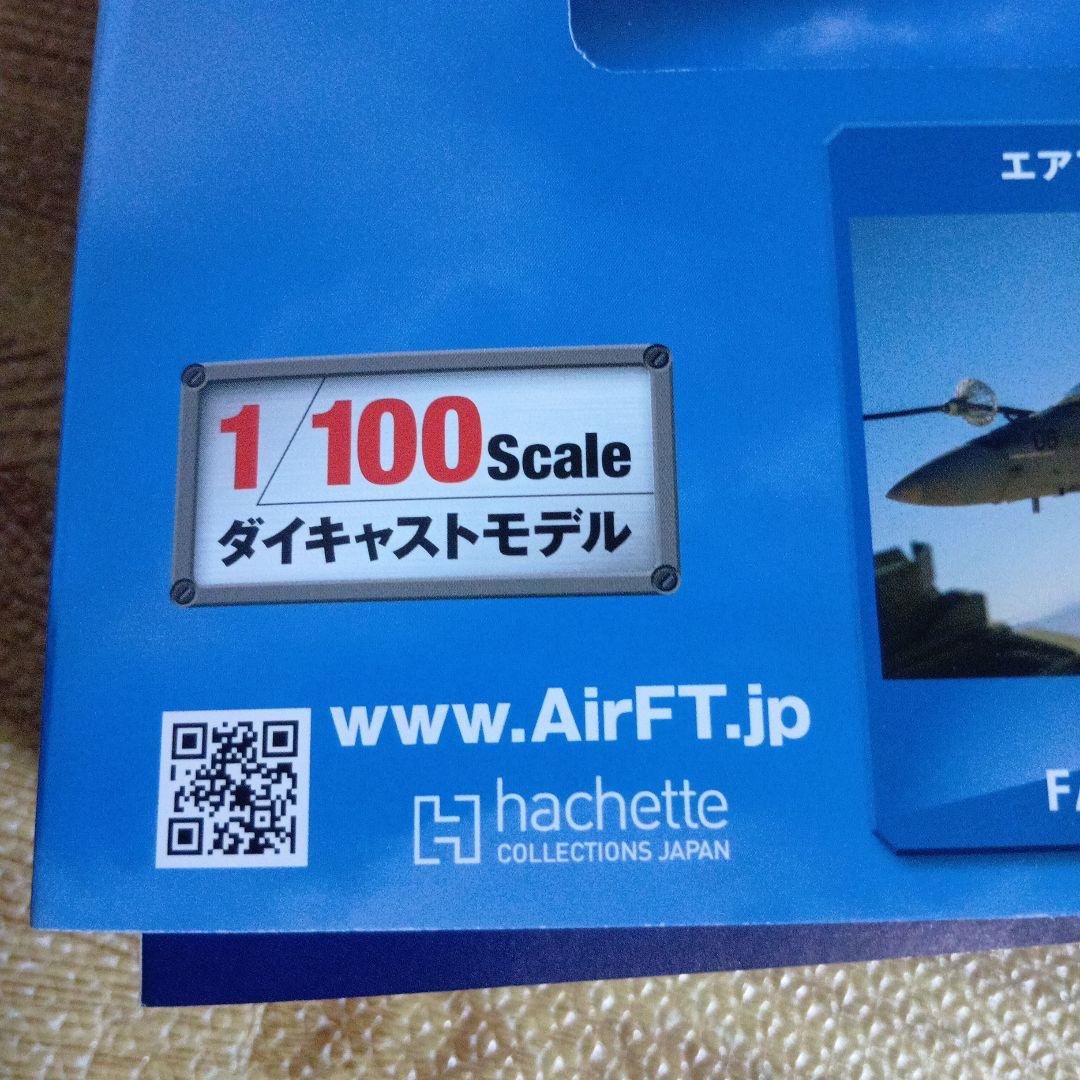 エア
1/100 Scale
ダイキャストモデル
www.AirFT.jp
hachette
COLLECTIONS JAPAN